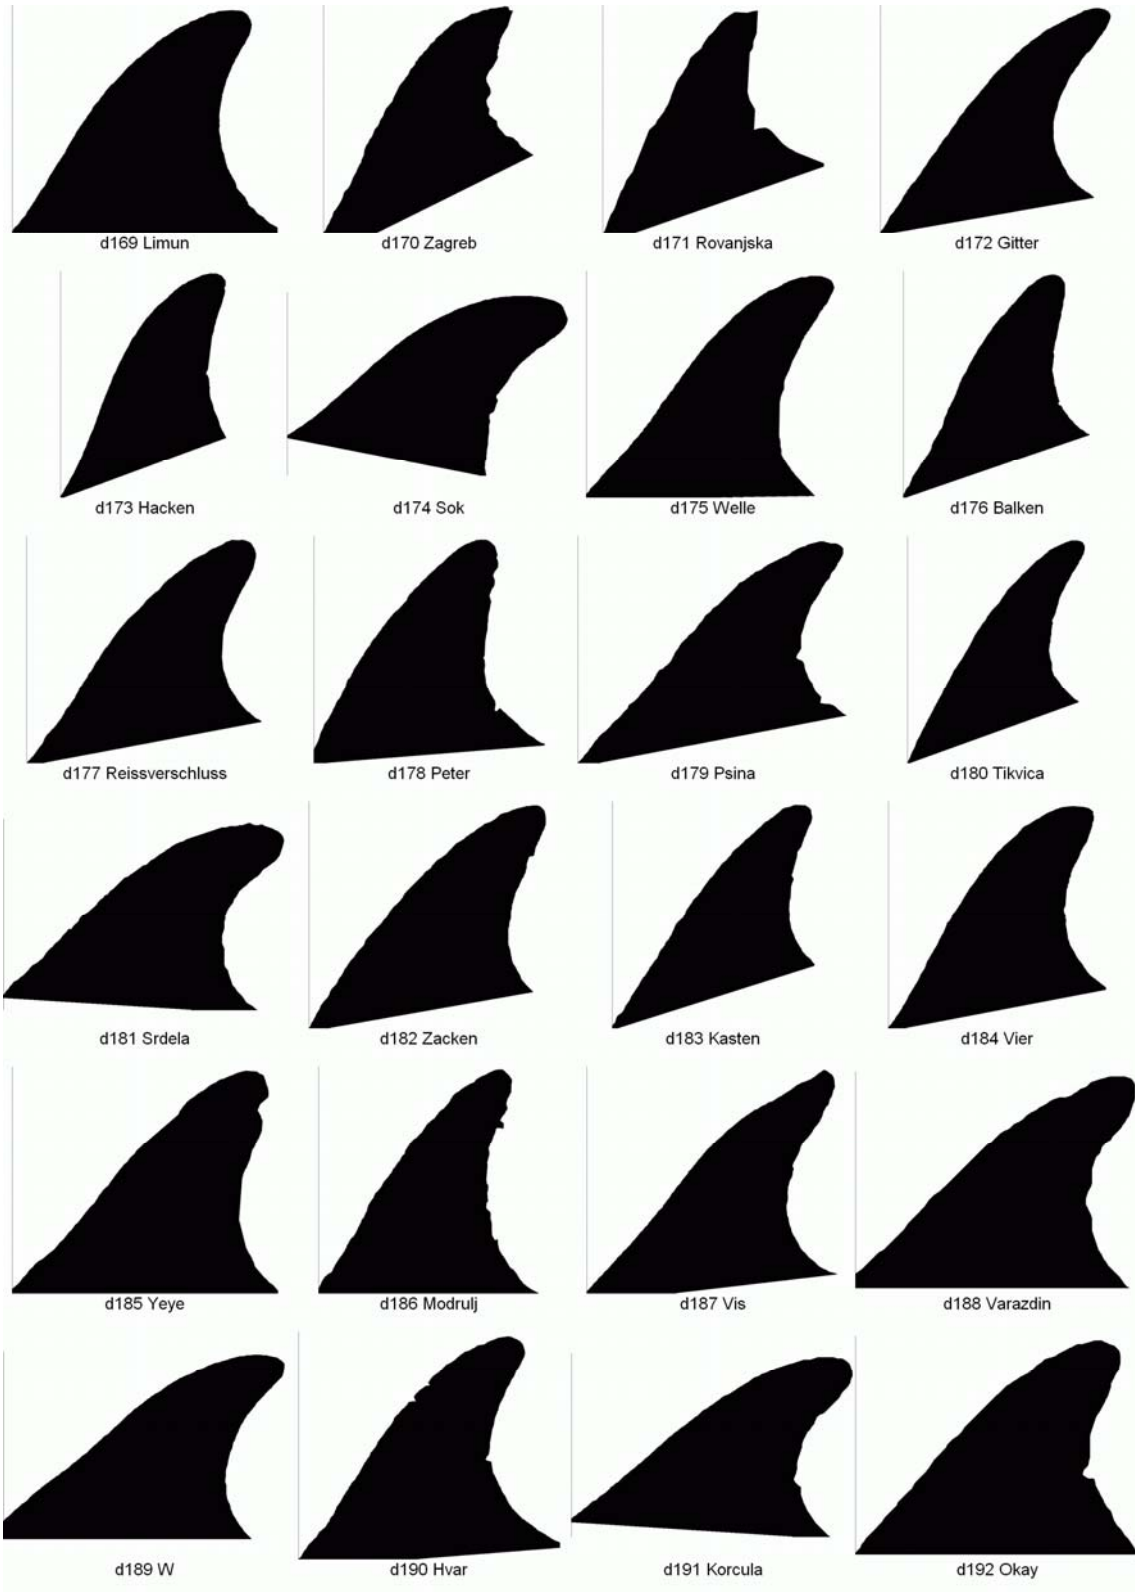 d169 Limun d170 Zagreb d171 Rovanjska d172 Gitter
d173 Hacken d174 Sok d175 Welle d176 Balken
d177 Reissverschluss d178 Peter d179 Psina d180 Tikvica
d181 Srdela d182 Zacken d183 Kasten d184 Vier
d185 Yeye d186 Modrulj d187 Vis d188 Varazdin
d189 W d190 Hvar d191 Korcula d192 Okay